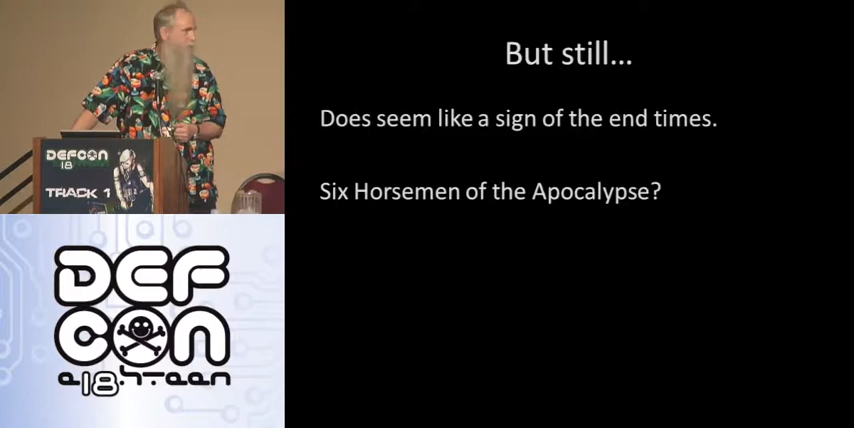 But still...
Does seem like a sign of the end times.
Six Horsemen of the Apocalypse?
DEFCON
18
TRACK 1
DEF
CON
e18hteen